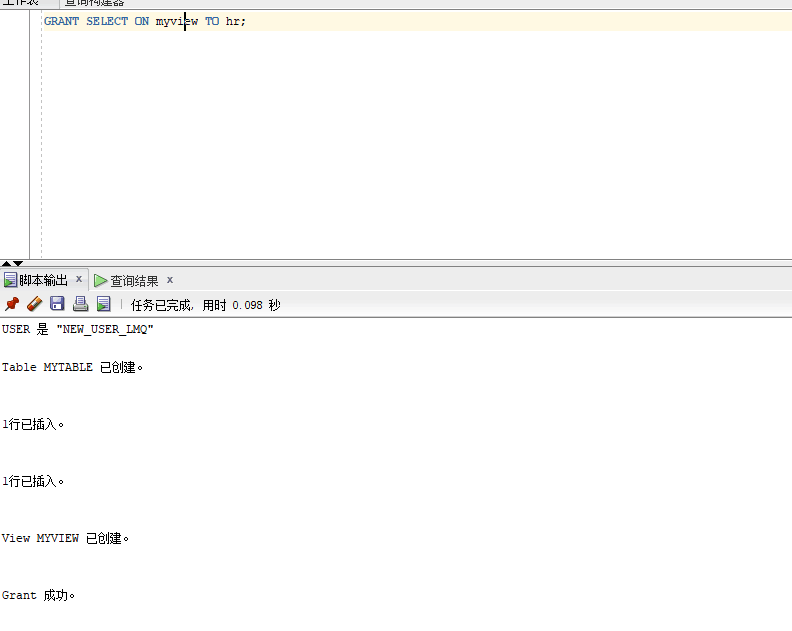 工作表 查询构建器
GRANT SELECT ON myview TO hr;
脚本输出 x 查询结果 x
任务已完成, 用时 0.098 秒
USER 是 "NEW_USER_LMQ"
Table MYTABLE 已创建。
1行已插入。
1行已插入。
View MYVIEW 已创建。
Grant 成功。